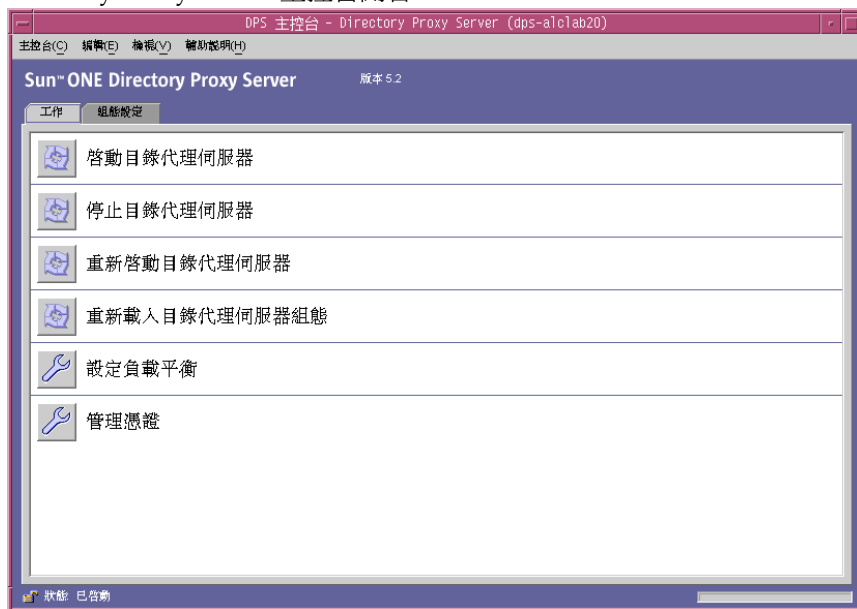 DPS 主控台 - Directory Proxy Server (dps-alclab20)
主控台(C) 編輯(E) 檢視(V) 輔助說明(H)
Sun™ ONE Directory Proxy Server 版本 5.2
工作 組態設定
啓動目錄代理伺服器
停止目錄代理伺服器
重新啓動目錄代理伺服器
重新載入目錄代理伺服器組態
設定負載平衡
管理憑證
狀態: 已啓動